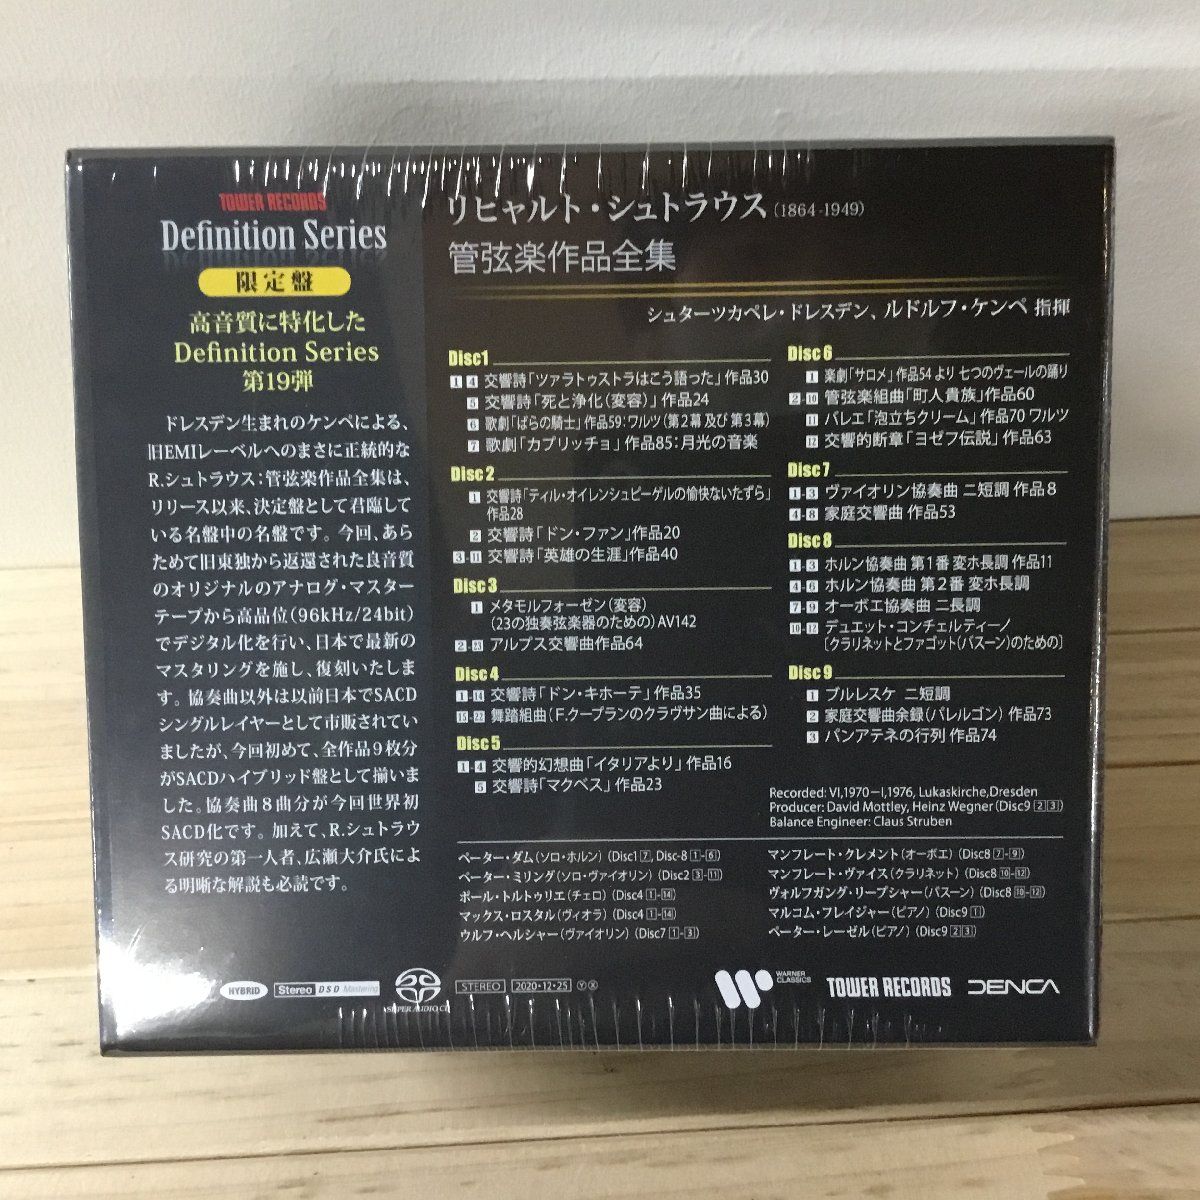 TOWER RECORDS
Definition Series
限定盤
高音質に特化した
Definition Series
第19弾
ドレスデン生まれのケンペによる、
旧EMIレーベルへのまさに正統的な
R.シュトラウス：管弦楽作品全集は、
リリース以来、決定盤として君臨して
いる名盤中の名盤です。今回、あら
ためて旧東独から返還された良音質
のオリジナルのアナログ・マスター
テープから高品位(96kHz/24bit)
でデジタル化を行い、日本で最新の
マスタリングを施し、復刻いたしま
す。協奏曲以外は以前日本でSACD
シングルレイヤーとして市販されてい
ましたが、今回初めて、全作品9枚分
がSACDハイブリッド盤として揃いま
した。協奏曲8曲分が今回世界初
SACD化です。加えて、R.シュトラウ
ス研究の第一人者、広瀬大介氏によ
る明晰な解説も必読です。
リヒャルト・シュトラウス(1864-1949)
管弦楽作品全集
シュターツカペレ・ドレスデン、ルドルフ・ケンペ 指揮
Disc1
1-4 交響詩「ツァラトゥストラはこう語った」作品30
5 交響詩「死と浄化(変容)」作品24
6 歌劇「ばらの騎士」作品59：ワルツ(第2幕 及び 第3幕)
7 歌劇「カプリッチョ」作品85：月光の音楽
Disc2
1 交響詩「ティル・オイレンシュピーゲルの愉快ないたずら」
作品28
2 交響詩「ドン・ファン」作品20
3-11 交響詩「英雄の生涯」作品40
Disc3
1 メタモルフォーゼン(変容)
(23の独奏弦楽器のための)AV142
2-23 アルプス交響曲作品64
Disc4
1-14 交響詩「ドン・キホーテ」作品35
15-22 舞踏組曲(F.クープランのクラヴサン曲による)
Disc5
1-4 交響的幻想曲「イタリアより」作品16
5 交響詩「マクベス」作品23
Disc6
1 楽劇「サロメ」作品54より 七つのヴェールの踊り
2-10 管弦楽組曲「町人貴族」作品60
11 バレエ「泡立ちクリーム」作品70 ワルツ
12 交響的断章「ヨゼフ伝説」作品63
Disc7
1-3 ヴァイオリン協奏曲 ニ短調 作品8
4-8 家庭交響曲 作品53
Disc8
1-3 ホルン協奏曲 第1番 変ホ長調 作品11
4-6 ホルン協奏曲 第2番 変ホ長調
7-9 オーボエ協奏曲 ニ長調
10-12 デュエット・コンチェルティーノ
[クラリネットとファゴット(バスーン)のための]
Disc9
1 ブルレスケ ニ短調
2 家庭交響曲余録(パレルゴン) 作品73
3 パンアテネの行列 作品74
Recorded: VI,1970-I,1976, Lukaskirche,Dresden
Producer: David Mottley, Heinz Wegner(Disc9 2 3)
Balance Engineer: Claus Struben
ペーター・ダム(ソロ・ホルン)(Disc1 7, Disc-8 1-6)
ペーター・ミリング(ソロ・ヴァイオリン)(Disc2 3-11)
ポール・トルトゥリエ(チェロ)(Disc4 1-14)
マックス・ロスタル(ヴィオラ)(Disc4 1-14)
ウルフ・ヘルシャー(ヴァイオリン)(Disc7 1-3)
マンフレート・クレメント(オーボエ)(Disc8 7-9)
マンフレート・ヴァイス(クラリネット)(Disc8 10-12)
ヴォルフガング・リープシャー(バスーン)(Disc8 10-12)
マルコム・フレイジャー(ピアノ)(Disc9 1)
ペーター・レーゼル(ピアノ)(Disc9 2 3)
HYBRID
Stereo DSD Mastering
SUPER AUDIO CD
STEREO
2020・12・25
Y X
WARNER CLASSICS
TOWER RECORDS
DENCA